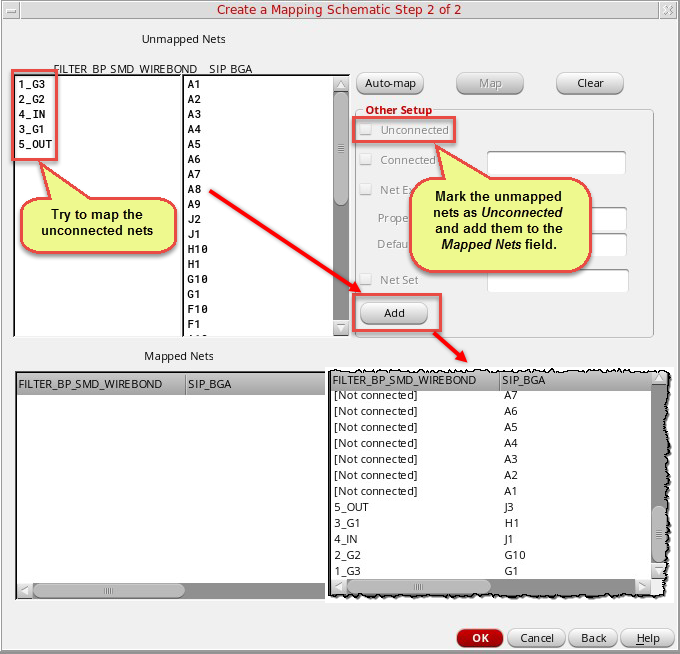 Create a Mapping Schematic Step 2 of 2
Unmapped Nets
FILTER_BP_SMD_WIREBOND SIP_BGA
1_G3
2_G2
4_IN
3_G1
5_OUT
A1
A2
A3
A4
A5
A6
A7
A8
A9
J2
J1
H10
H1
G10
G1
F10
F1
Try to map the
unconnected nets
Auto-map Map Clear
Other Setup
Unconnected
Connected
Net Ex
Prope
Defau
Net Set
Add
Mark the unmapped
nets as Unconnected
and add them to the
Mapped Nets field.
Mapped Nets
FILTER_BP_SMD_WIREBOND SIP_BGA
FILTER_BP_SMD_WIREBOND SIP_BGA
[Not connected] A7
[Not connected] A6
[Not connected] A5
[Not connected] A4
[Not connected] A3
[Not connected] A2
[Not connected] A1
5_OUT J3
3_G1 H1
4_IN J1
2_G2 G10
1_G3 G1
OK Cancel Back Help